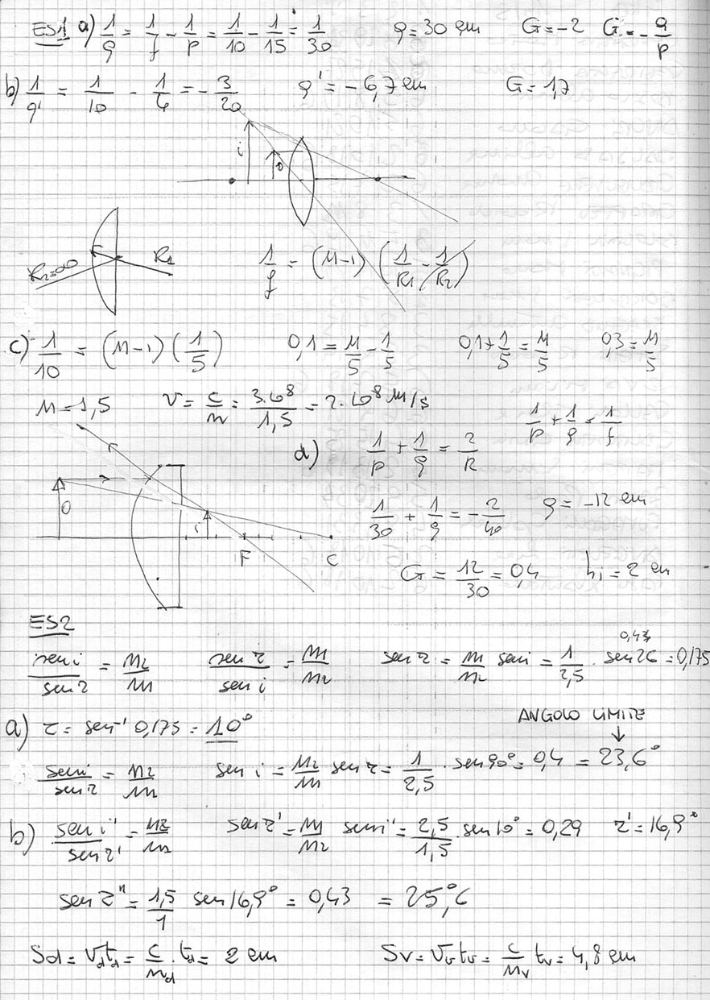 ES1 a) 1/q = 1/f - 1/p = 1/10 - 1/15 = 1/30 q = 30 cm G = -2 G = - q/p
b) 1/q' = 1/10 - 1/4 = - 3/20 q' = -6,7 cm G = 1,7
i o
R2=∞ R1 1/f = (n-1) (1/R1 - 1/R2)
c) 1/10 = (n-1) (1/5) 0,1 = n/5 - 1/5 0,1 + 1/5 = n/5 0,3 = n/5
n = 1,5 v = c/n = 3·10⁸/1,5 = 2·10⁸ m/s
d) 1/p + 1/q = 2/R 1/p + 1/q = 1/f
O i F C
1/30 + 1/q = - 2/40 q = -12 cm
G = 12/30 = 0,4 hi = 2 cm
ES2
sen i/sen r = n2/n1 sen r/sen i = n1/n2 sen r = n1/n2 sen i = 1/2,5 · sen 26 = 0,175
0,43
a) r = sen⁻¹ 0,175 = 10°
ANGOLO LIMITE
sen i/sen r = n2/n1 sen i = n2/n1 sen r = 1/2,5 · sen 90° = 0,4 = 23,6°
b) sen i'/sen r' = n2/n1 sen r' = n1/n2 sen i' = 2,5/1,5 · sen 10° = 0,29 r' = 16,9°
sen r" = 1,5/1 sen 16,9° = 0,43 = 25,6°
Sd = Vd td = c/nd · td = 2 cm Sv = Vv tv = c/nv tv = 4,8 cm